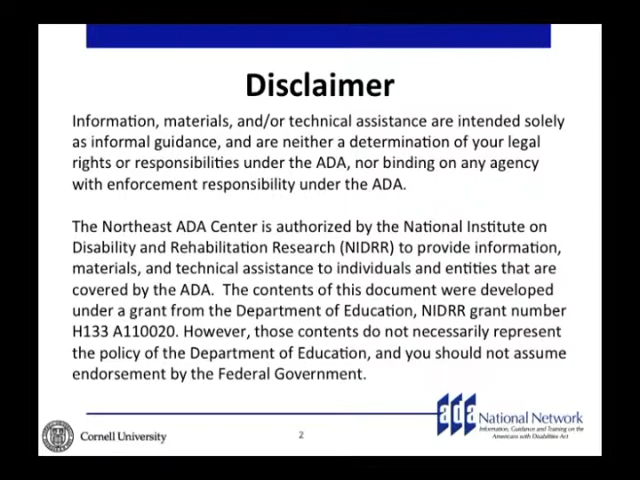 Disclaimer
Information, materials, and/or technical assistance are intended solely
as informal guidance, and are neither a determination of your legal
rights or responsibilities under the ADA, nor binding on any agency
with enforcement responsibility under the ADA.
The Northeast ADA Center is authorized by the National Institute on
Disability and Rehabilitation Research (NIDRR) to provide information,
materials, and technical assistance to individuals and entities that are
covered by the ADA. The contents of this document were developed
under a grant from the Department of Education, NIDRR grant number
H133 A110020. However, those contents do not necessarily represent
the policy of the Department of Education, and you should not assume
endorsement by the Federal Government.
Cornell University
2
ada National Network
Information, Guidance and Training on the
Americans with Disabilities Act